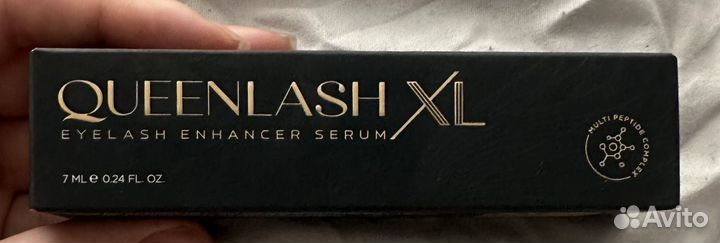 QUEENLASH XL
EYELASH ENHANCER SERUM
MULTI PEPTIDE COMPLEX
7 ML e 0.24 FL. OZ.
Avito